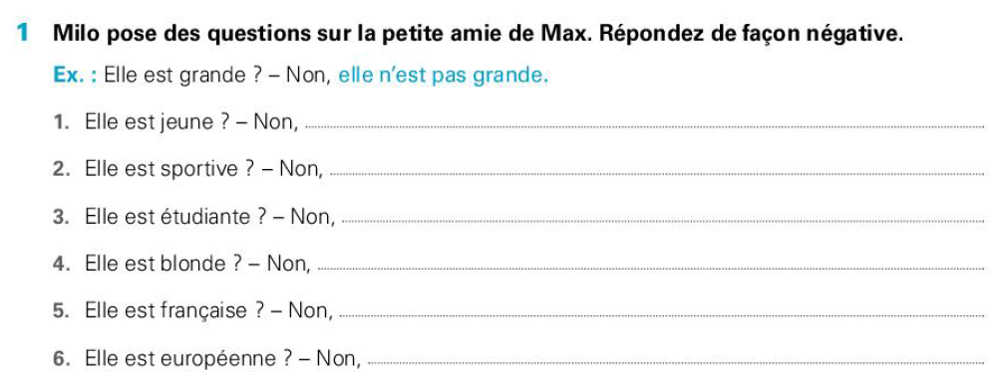 1 Milo pose des questions sur la petite amie de Max. Répondez de façon négative.
Ex. : Elle est grande ? – Non, elle n'est pas grande.
1. Elle est jeune ? – Non,
2. Elle est sportive ? – Non,
3. Elle est étudiante ? – Non,
4. Elle est blonde ? – Non,
5. Elle est française ? – Non,
6. Elle est européenne ? – Non,